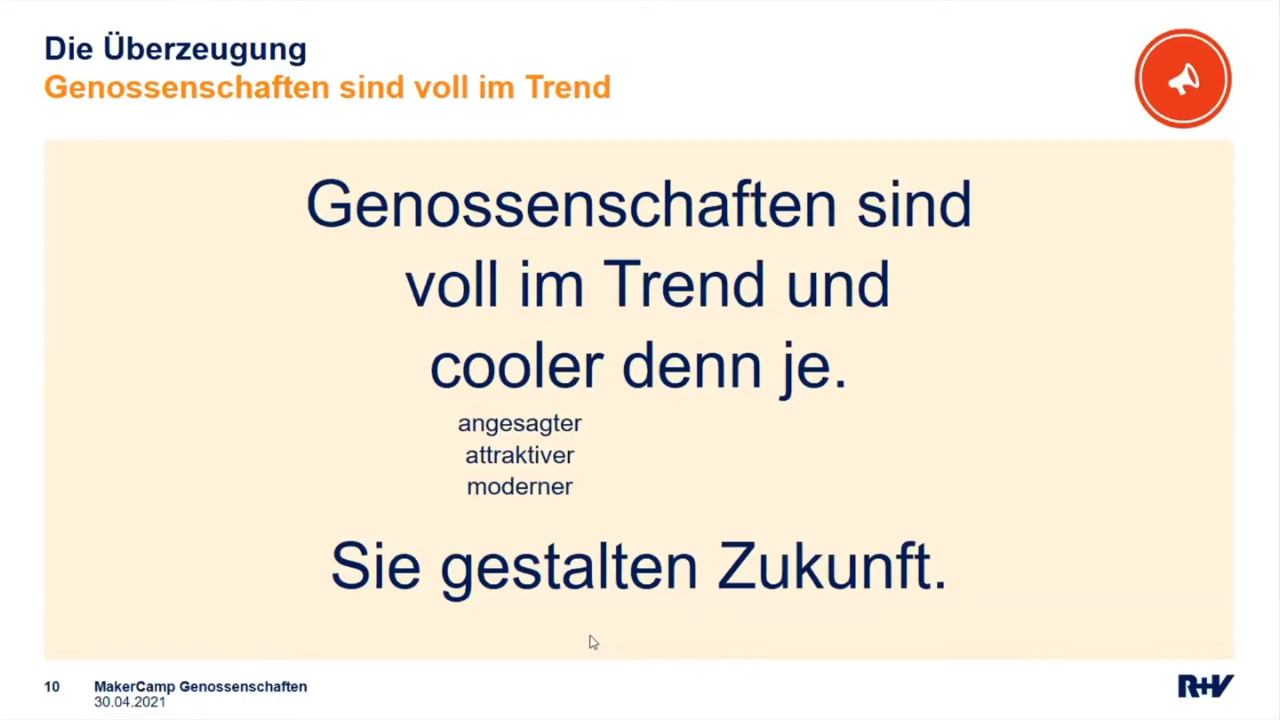 Die Überzeugung
Genossenschaften sind voll im Trend
Genossenschaften sind
voll im Trend und
cooler denn je.
angesagter
attraktiver
moderner
Sie gestalten Zukunft.
10 MakerCamp Genossenschaften
30.04.2021
R+V